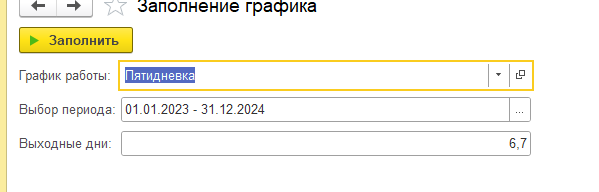 Заполнение графика
Заполнить
График работы: Пятидневка
Выбор периода: 01.01.2023 - 31.12.2024 ...
Выходные дни: 6,7